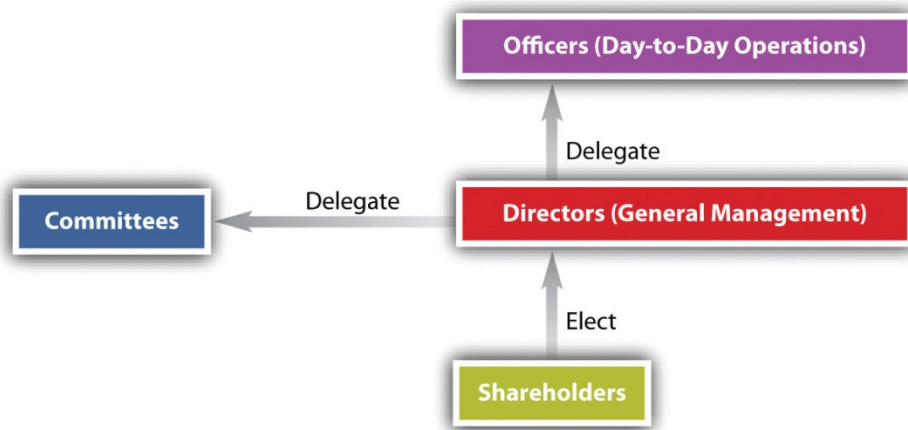 Officers (Day-to-Day Operations)
Delegate
Delegate
Committees
Directors (General Management)
Elect
Shareholders